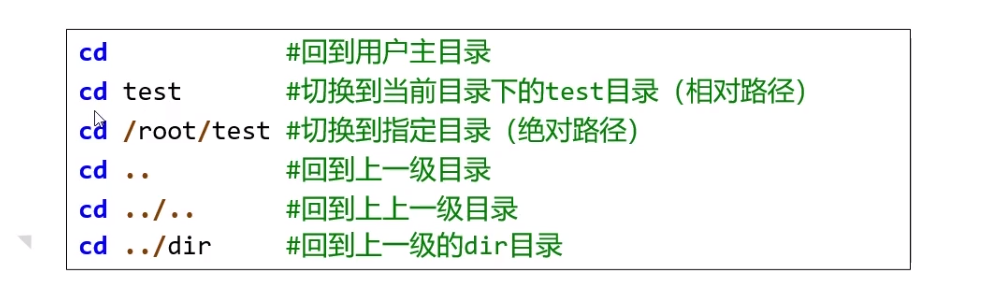 cd #回到用户主目录
cd test #切换到当前目录下的test目录（相对路径）
cd /root/test #切换到指定目录（绝对路径）
cd .. #回到上一级目录
cd ../.. #回到上上一级目录
cd ../dir #回到上一级的dir目录